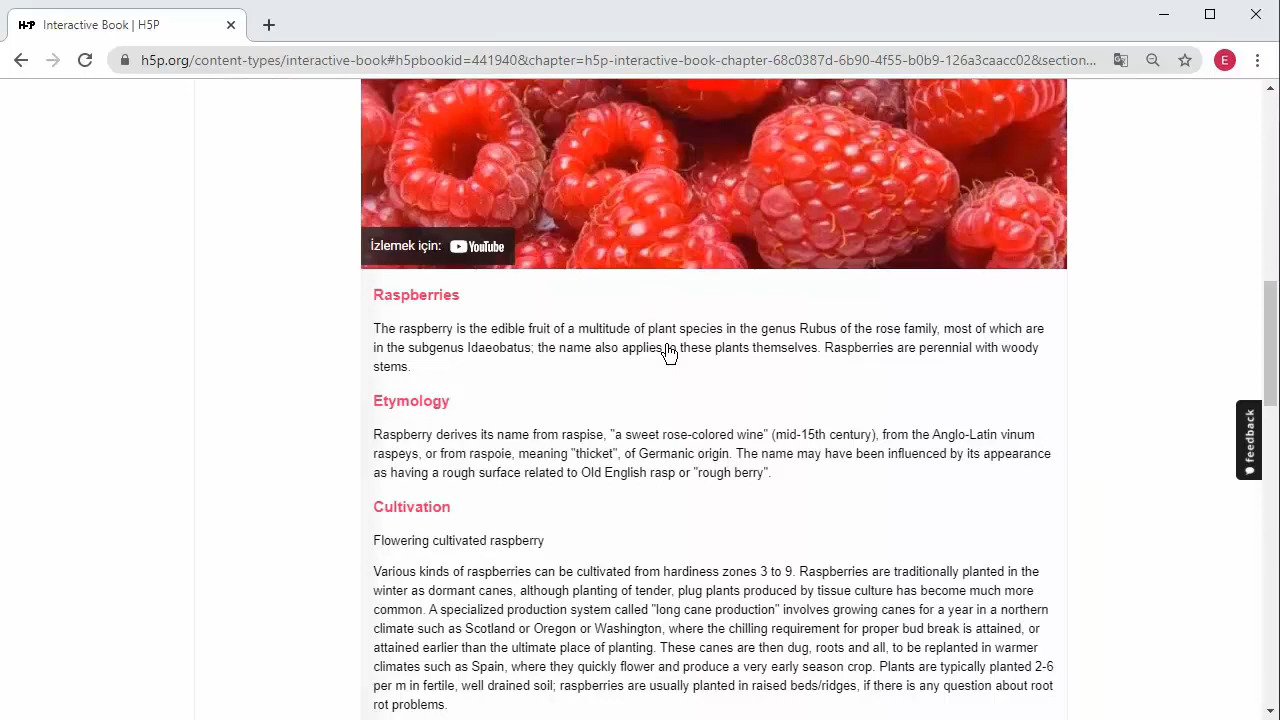 H5P Interactive Book | H5P
h5p.org/content-types/interactive-book#h5pbookid=441940&chapter=h5p-interactive-book-chapter-68c0387d-6b90-4f55-b0b9-126a3caacc02&section...
E
İzlemek için: YouTube
Raspberries
The raspberry is the edible fruit of a multitude of plant species in the genus Rubus of the rose family, most of which are
in the subgenus Idaeobatus; the name also applies to these plants themselves. Raspberries are perennial with woody
stems.
feedback
Etymology
Raspberry derives its name from raspise, "a sweet rose-colored wine" (mid-15th century), from the Anglo-Latin vinum
raspeys, or from raspoie, meaning "thicket", of Germanic origin. The name may have been influenced by its appearance
as having a rough surface related to Old English rasp or "rough berry".
Cultivation
Flowering cultivated raspberry
Various kinds of raspberries can be cultivated from hardiness zones 3 to 9. Raspberries are traditionally planted in the
winter as dormant canes, although planting of tender, plug plants produced by tissue culture has become much more
common. A specialized production system called "long cane production" involves growing canes for a year in a northern
climate such as Scotland or Oregon or Washington, where the chilling requirement for proper bud break is attained, or
attained earlier than the ultimate place of planting. These canes are then dug, roots and all, to be replanted in warmer
climates such as Spain, where they quickly flower and produce a very early season crop. Plants are typically planted 2-6
per m in fertile, well drained soil; raspberries are usually planted in raised beds/ridges, if there is any question about root
rot problems.